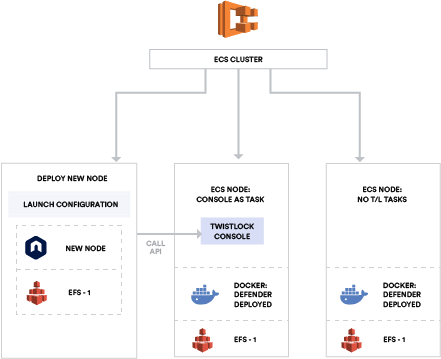 ECS CLUSTER
DEPLOY NEW NODE
LAUNCH CONFIGURATION
NEW NODE
EFS - 1
CALL
API
ECS NODE:
CONSOLE AS TASK
TWISTLOCK
CONSOLE
DOCKER:
DEFENDER
DEPLOYED
EFS - 1
ECS NODE:
NO T/L TASKS
DOCKER:
DEFENDER
DEPLOYED
EFS - 1